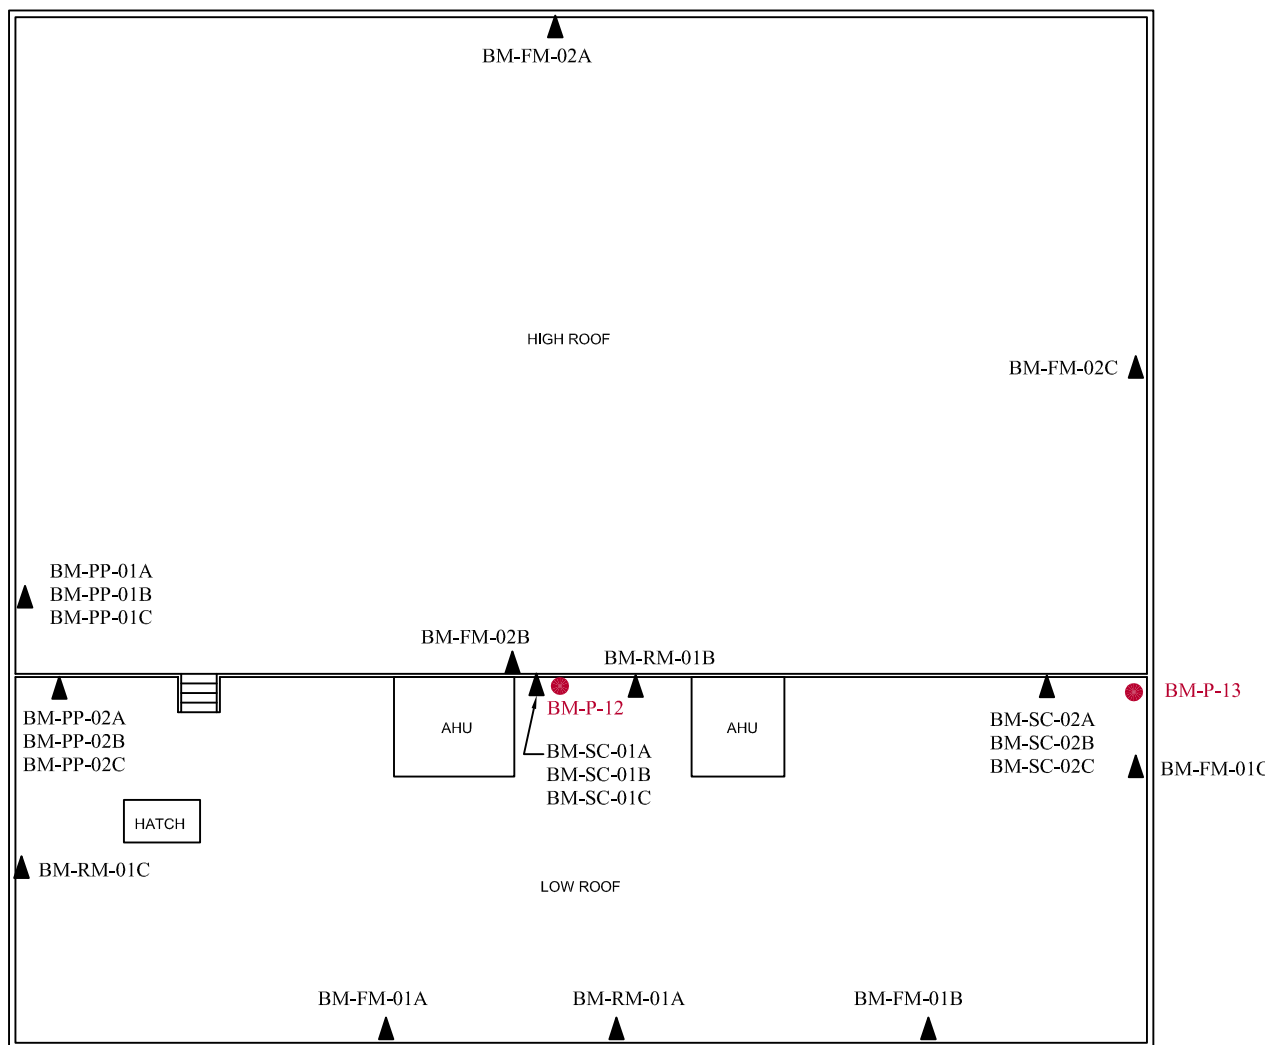 BM-FM-02A
HIGH ROOF
BM-FM-02C
BM-PP-01A
BM-PP-01B
BM-PP-01C
BM-FM-02B
BM-RM-01B
BM-P-12
BM-P-13
BM-PP-02A
BM-PP-02B
BM-PP-02C
AHU
AHU
BM-SC-01A
BM-SC-01B
BM-SC-01C
BM-SC-02A
BM-SC-02B
BM-SC-02C
BM-FM-01C
HATCH
BM-RM-01C
LOW ROOF
BM-FM-01A
BM-RM-01A
BM-FM-01B